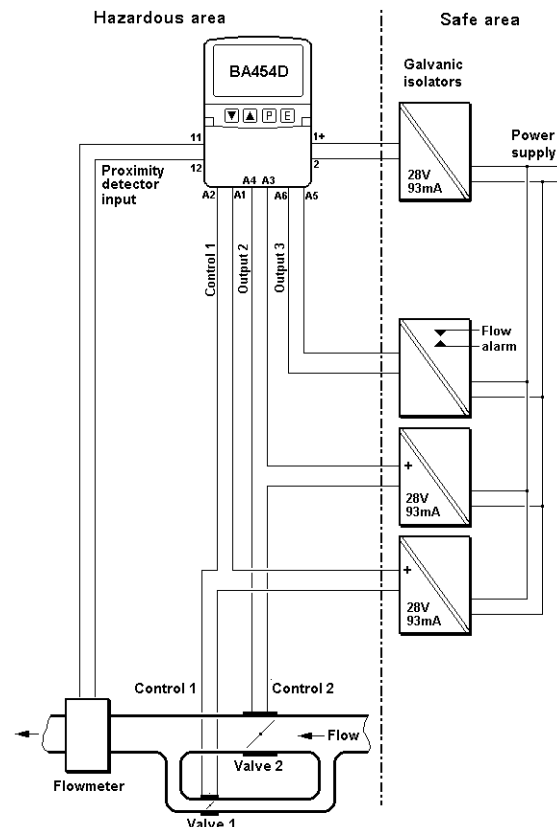 Hazardous area
Safe area
BA454D
P E
11
12
1+
2
Proximity
detector
input
A2
A1
A4 A3
A6
A5
Control 1
Output 2
Output 3
Galvanic
isolators
Power
supply
28V
93mA
Flow
alarm
+
28V
93mA
+
28V
93mA
Control 1
Control 2
Flow
Valve 2
Flowmeter
Valve 1